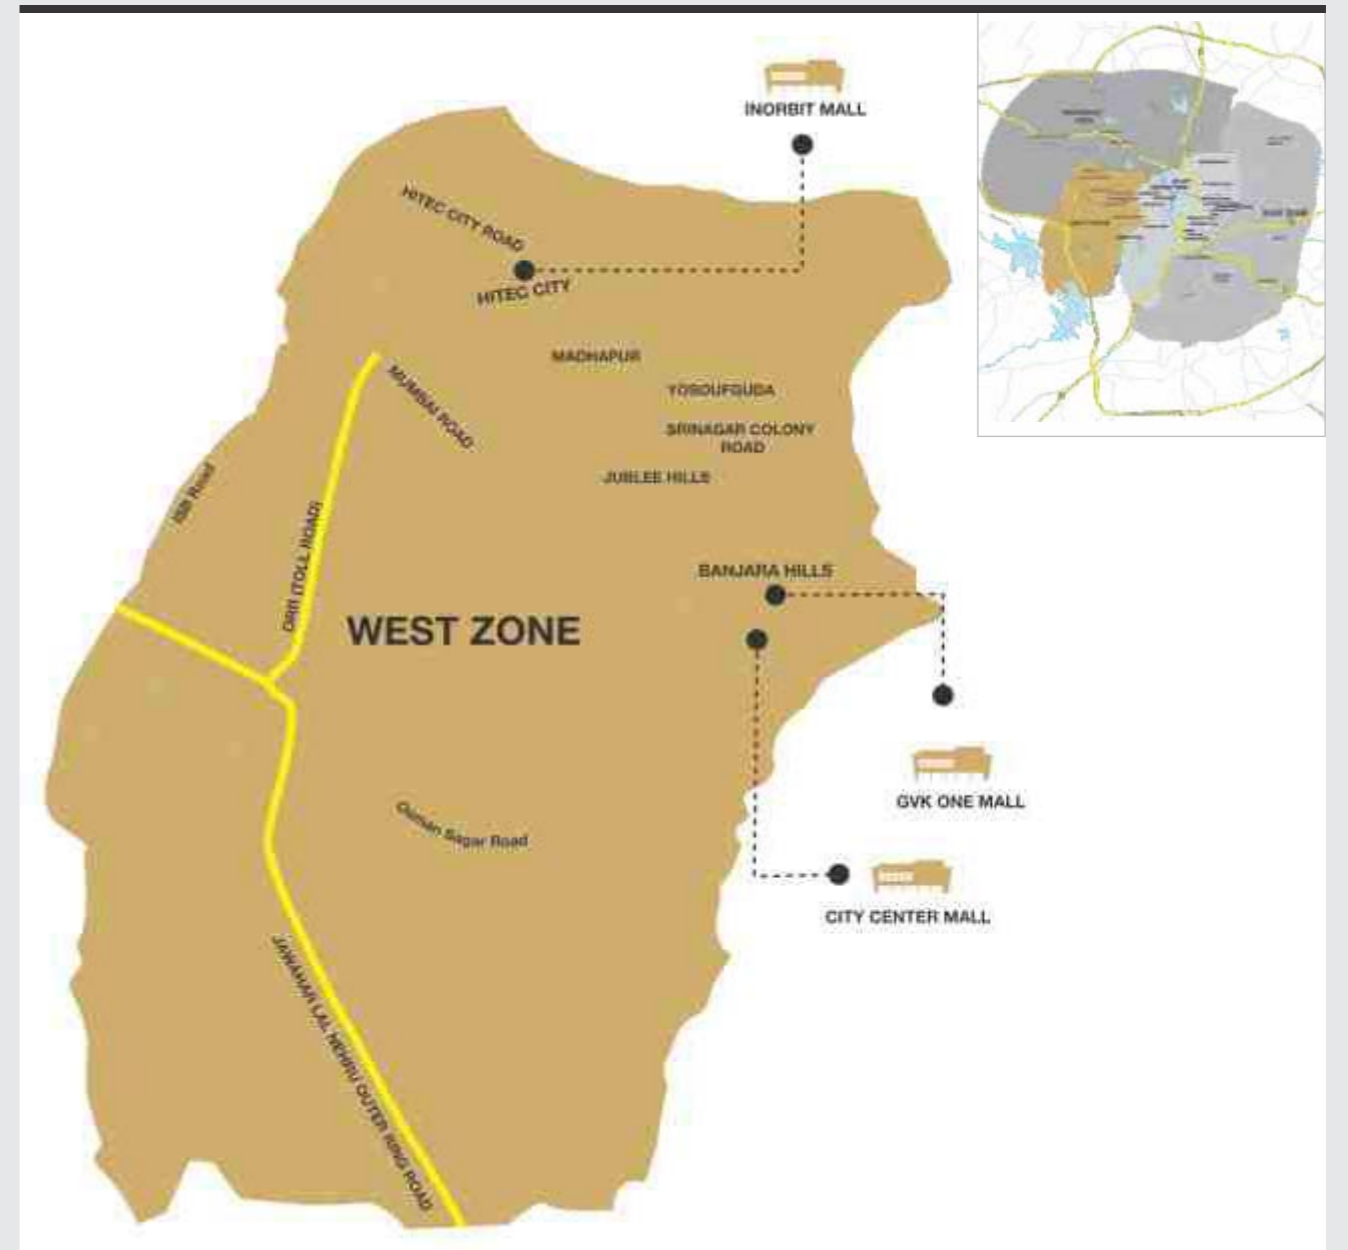 INORBIT MALL
HITEC CITY ROAD
HITEC CITY
MADHAPUR
MUMBAI ROAD
YOSOUFGUDA
SRINAGAR COLONY
ROAD
JUBLEE HILLS
ISB Road
ORR (TOLL ROAD)
BANJARA HILLS
WEST ZONE
GVK ONE MALL
Osman Sagar Road
CITY CENTER MALL
JAWAHAR LAL NEHRU OUTER RING ROAD